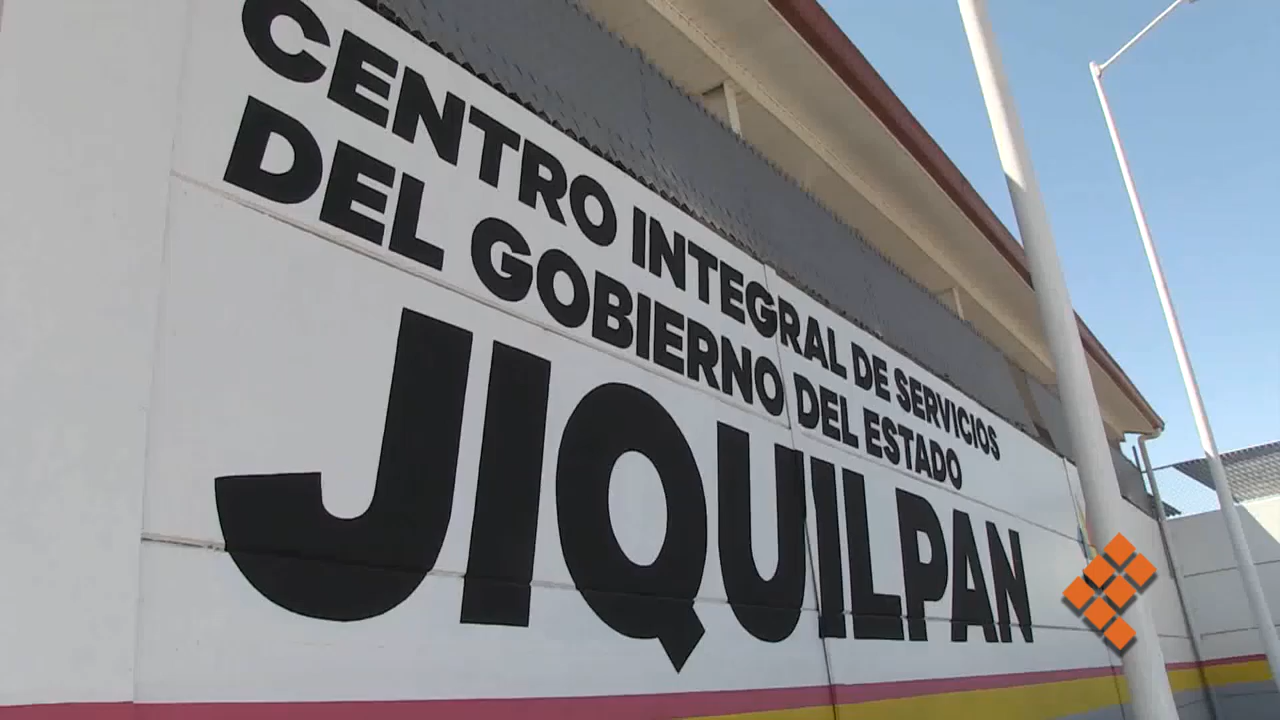 CENTRO INTEGRAL DE SERVICIOS
DEL GOBIERNO DEL ESTADO
JIQUILPAN